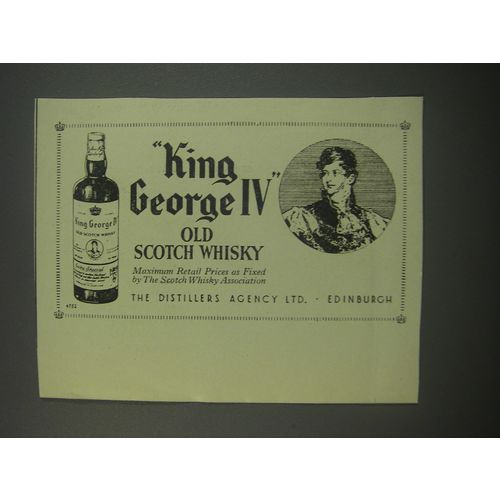 "King
George IV"
OLD
SCOTCH WHISKY
Maximum Retail Prices as Fixed
by The Scotch Whisky Association
THE DISTILLERS AGENCY LTD. · EDINBURGH
King George IV
OLD SCOTCH WHISKY
4752